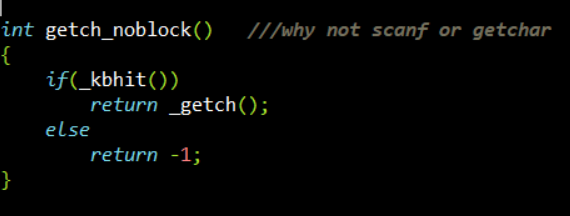 int getch_noblock()   ///why not scanf or getchar
{
    if(_kbhit())
        return _getch();
    else
        return -1;
}